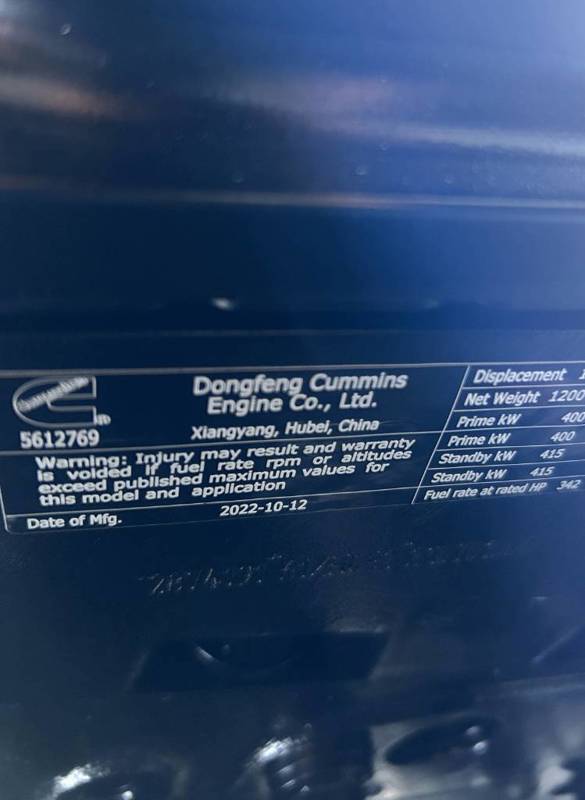 Cummins
5612769
Dongfeng Cummins
Engine Co., Ltd.
Xiangyang, Hubei, China
Warning: Injury may result and warranty
is voided if fuel rate rpm or altitudes
exceed published maximum values for
this model and application
Date of Mfg. 2022-10-12
Displacement
Net Weight 1200
Prime kW 400
Prime kW 400
Standby kW 415
Standby kW 415
Fuel rate at rated HP 342